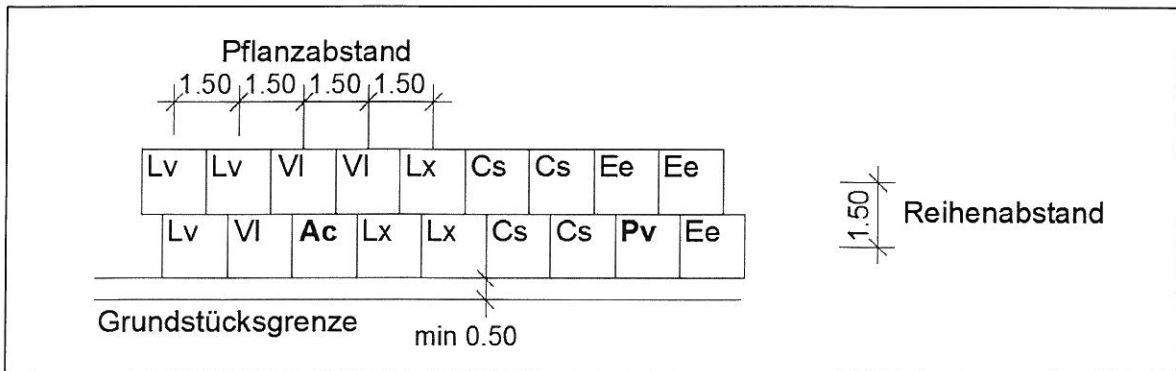 Pflanzabstand
1.50 1.50 1.50 1.50
Lv Lv Vl Vl Lx Cs Cs Ee Ee
Lv Vl Ac Lx Lx Cs Cs Pv Ee
1.50
Reihenabstand
Grundstücksgrenze
min 0.50